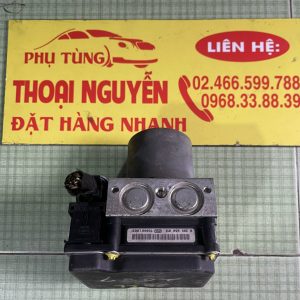 PHỤ TÙNG
THOẠI NGUYỄN
ĐẶT HÀNG NHANH
LIÊN HỆ:
02.466.599.788
0968.33.88.39